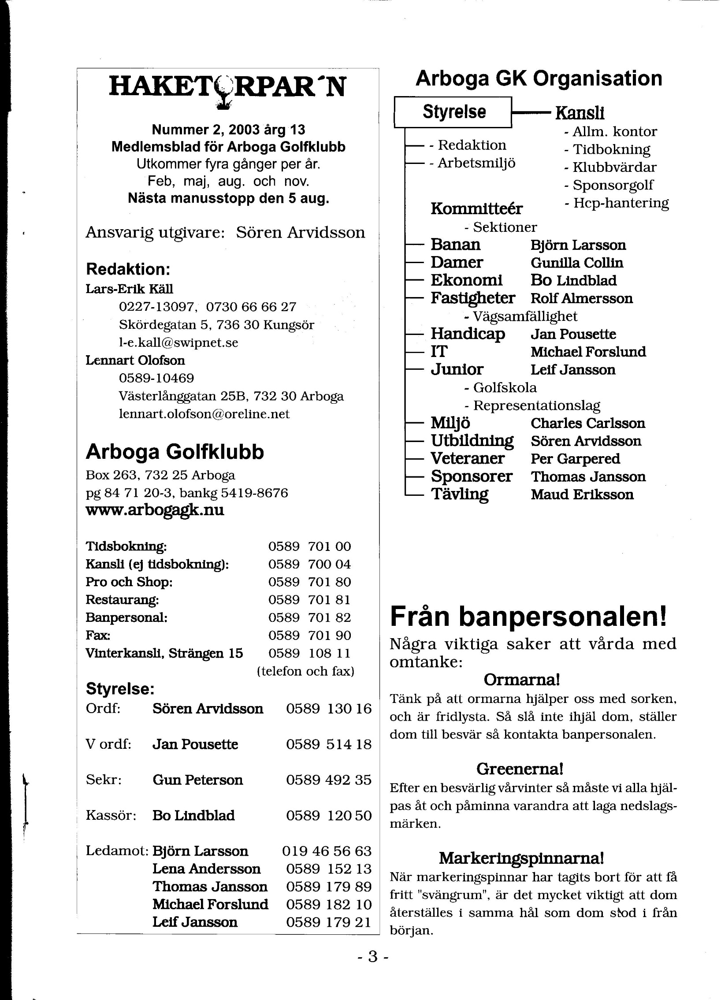 HAKETORPAR´N
Nummer 2, 2003 årg 13
Medlemsblad för Arboga Golfklubb
Utkommer fyra gånger per år.
Feb, maj, aug. och nov.
Nästa manusstopp den 5 aug.
Ansvarig utgivare: Sören Arvidsson
Redaktion:
Lars-Erik Käll
0227-13097, 0730 66 66 27
Skördegatan 5, 736 30 Kungsör
l-e.kall@swipnet.se
Lennart Olofson
0589-10469
Västerlånggatan 25B, 732 30 Arboga
lennart.olofson@oreline.net
Arboga Golfklubb
Box 263, 732 25 Arboga
pg 84 71 20-3, bankg 5419-8676
www.arbogagk.nu
Tidsbokning: 0589 701 00
Kansli (ej tidsbokning): 0589 700 04
Pro och Shop: 0589 701 80
Restaurang: 0589 701 81
Banpersonal: 0589 701 82
Fax: 0589 701 90
Vinterkansli, Strängen 15 0589 108 11
(telefon och fax)
Styrelse:
Ordf: Sören Arvidsson 0589 130 16
V ordf: Jan Pousette 0589 514 18
Sekr: Gun Peterson 0589 492 35
Kassör: Bo Lindblad 0589 120 50
Ledamot: Björn Larsson 019 46 56 63
Lena Andersson 0589 152 13
Thomas Jansson 0589 179 89
Michael Forslund 0589 182 10
Leif Jansson 0589 179 21
Arboga GK Organisation
Styrelse
- Redaktion
- Arbetsmiljö
Kansli
- Allm. kontor
- Tidbokning
- Klubbvärdar
- Sponsorgolf
- Hcp-hantering
Kommitteér
- Sektioner
Banan Björn Larsson
Damer Gunilla Collin
Ekonomi Bo Lindblad
Fastigheter Rolf Almersson
- Vägsamfällighet
Handicap Jan Pousette
IT Michael Forslund
Junior Leif Jansson
- Golfskola
- Representationslag
Miljö Charles Carlsson
Utbildning Sören Arvidsson
Veteraner Per Garpered
Sponsorer Thomas Jansson
Tävling Maud Eriksson
Från banpersonalen!
Några viktiga saker att vårda med
omtanke:
Ormarna!
Tänk på att ormarna hjälper oss med sorken,
och är fridlysta. Så slå inte ihjäl dom, ställer
dom till besvär så kontakta banpersonalen.
Greenerna!
Efter en besvärlig vårvinter så måste vi alla hjäl-
pas åt och påminna varandra att laga nedslags-
märken.
Markeringspinnarna!
När markeringspinnar har tagits bort för att få
fritt "svängrum", är det mycket viktigt att dom
återställes i samma hål som dom stod i från
början.
- 3 -